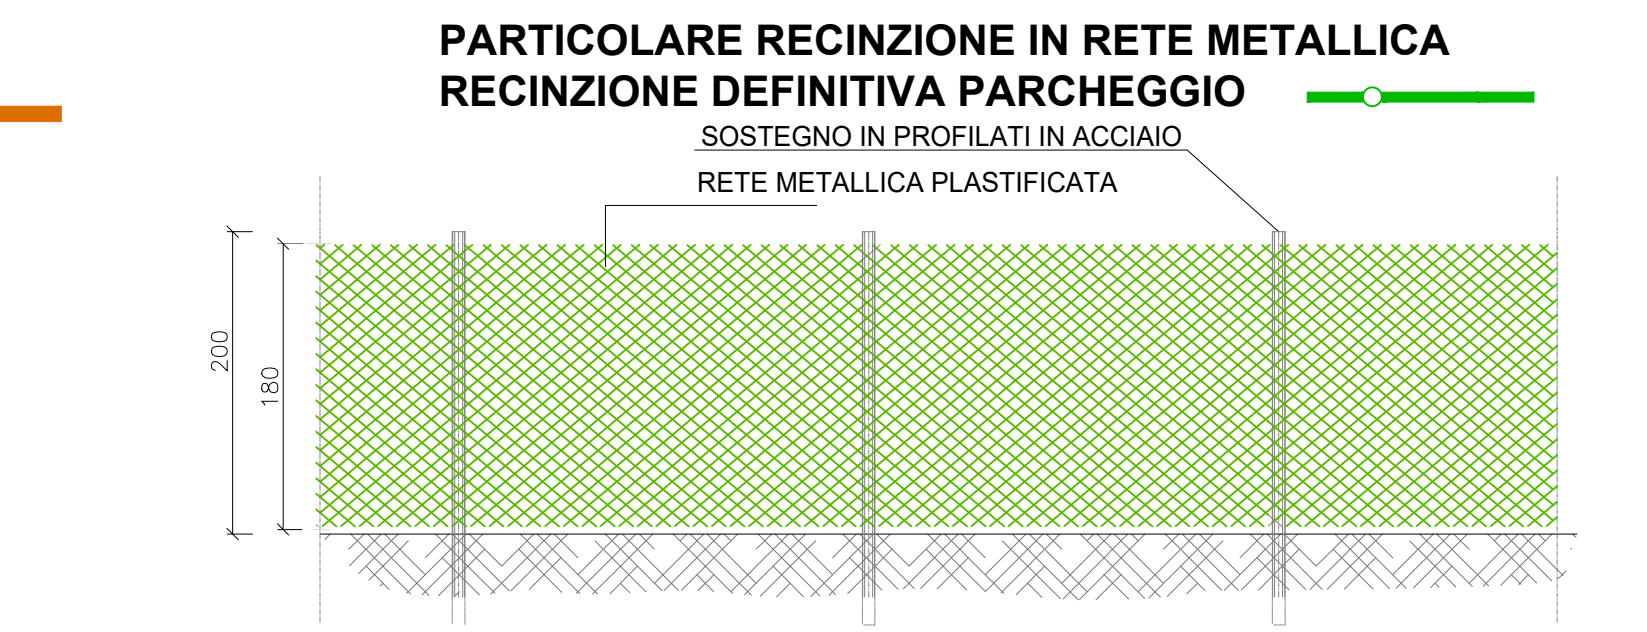 PARTICOLARE RECINZIONE IN RETE METALLICA
RECINZIONE DEFINITIVA PARCHEGGIO
SOSTEGNO IN PROFILATI IN ACCIAIO
RETE METALLICA PLASTIFICATA
200
180